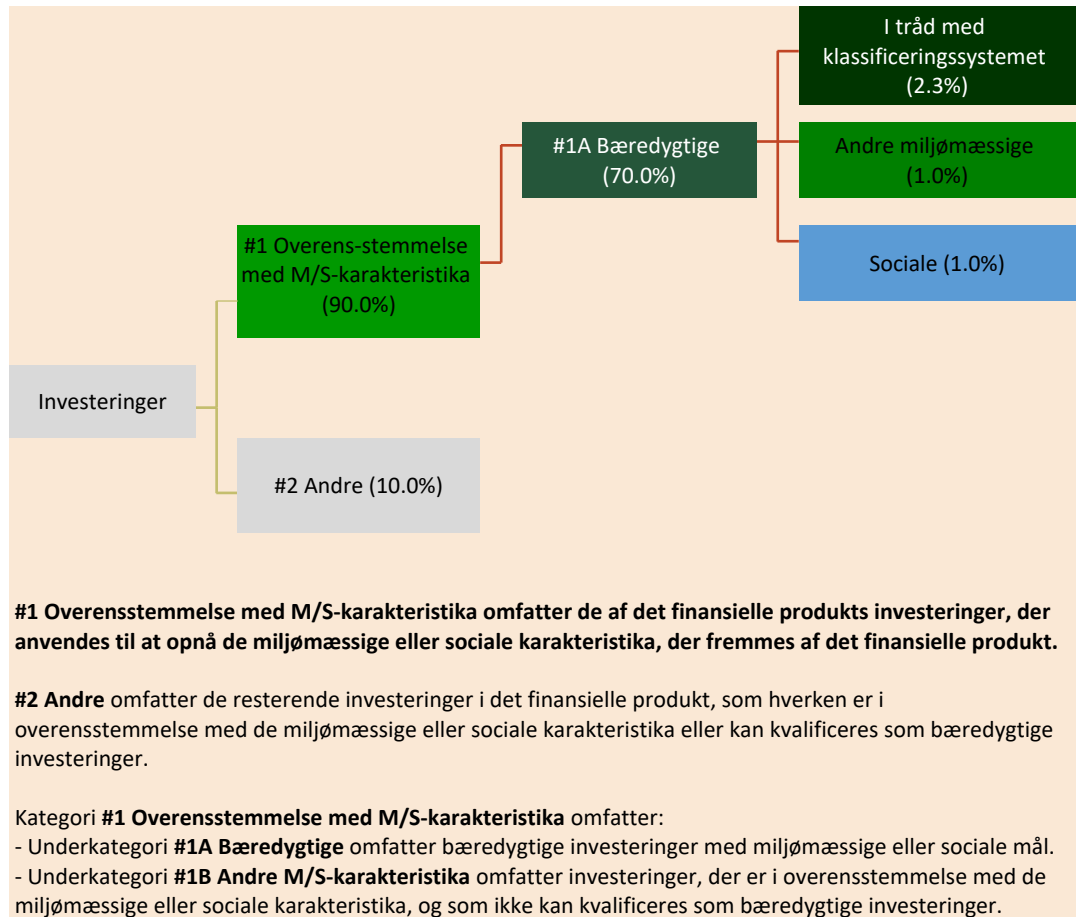 I tråd med
klassificeringssystemet
(2.3%)
#1A Bæredygtige
(70.0%)
Andre miljømæssige
(1.0%)
#1 Overens-stemmelse
med M/S-karakteristika
(90.0%)
Sociale (1.0%)
Investeringer
#2 Andre (10.0%)
#1 Overensstemmelse med M/S-karakteristika omfatter de af det finansielle produkts investeringer, der
anvendes til at opnå de miljømæssige eller sociale karakteristika, der fremmes af det finansielle produkt.
#2 Andre omfatter de resterende investeringer i det finansielle produkt, som hverken er i
overensstemmelse med de miljømæssige eller sociale karakteristika eller kan kvalificeres som bæredygtige
investeringer.
Kategori #1 Overensstemmelse med M/S-karakteristika omfatter:
- Underkategori #1A Bæredygtige omfatter bæredygtige investeringer med miljømæssige eller sociale mål.
- Underkategori #1B Andre M/S-karakteristika omfatter investeringer, der er i overensstemmelse med de
miljømæssige eller sociale karakteristika, og som ikke kan kvalificeres som bæredygtige investeringer.